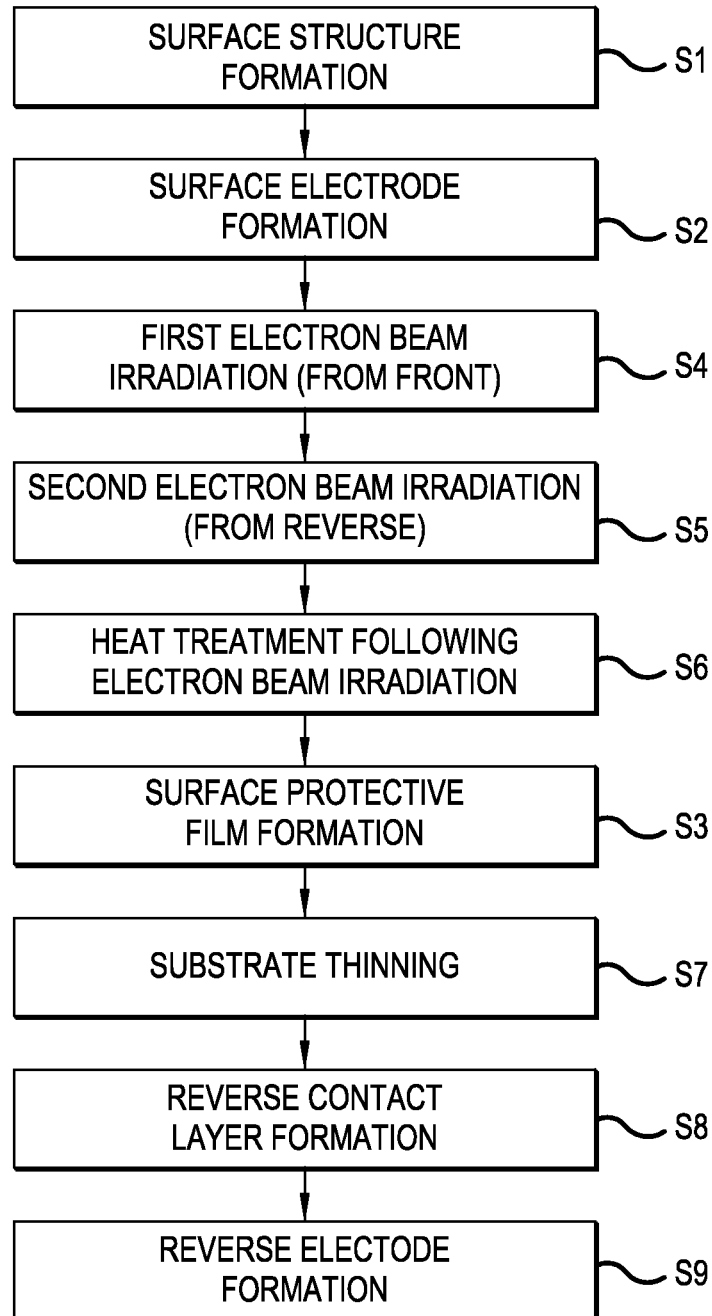 SURFACE STRUCTURE
FORMATION
S1
SURFACE ELECTRODE
FORMATION
S2
FIRST ELECTRON BEAM
IRRADIATION (FROM FRONT)
S4
SECOND ELECTRON BEAM IRRADIATION
(FROM REVERSE)
S5
HEAT TREATMENT FOLLOWING
ELECTRON BEAM IRRADIATION
S6
SURFACE PROTECTIVE
FILM FORMATION
S3
SUBSTRATE THINNING
S7
REVERSE CONTACT
LAYER FORMATION
S8
REVERSE ELECTODE
FORMATION
S9